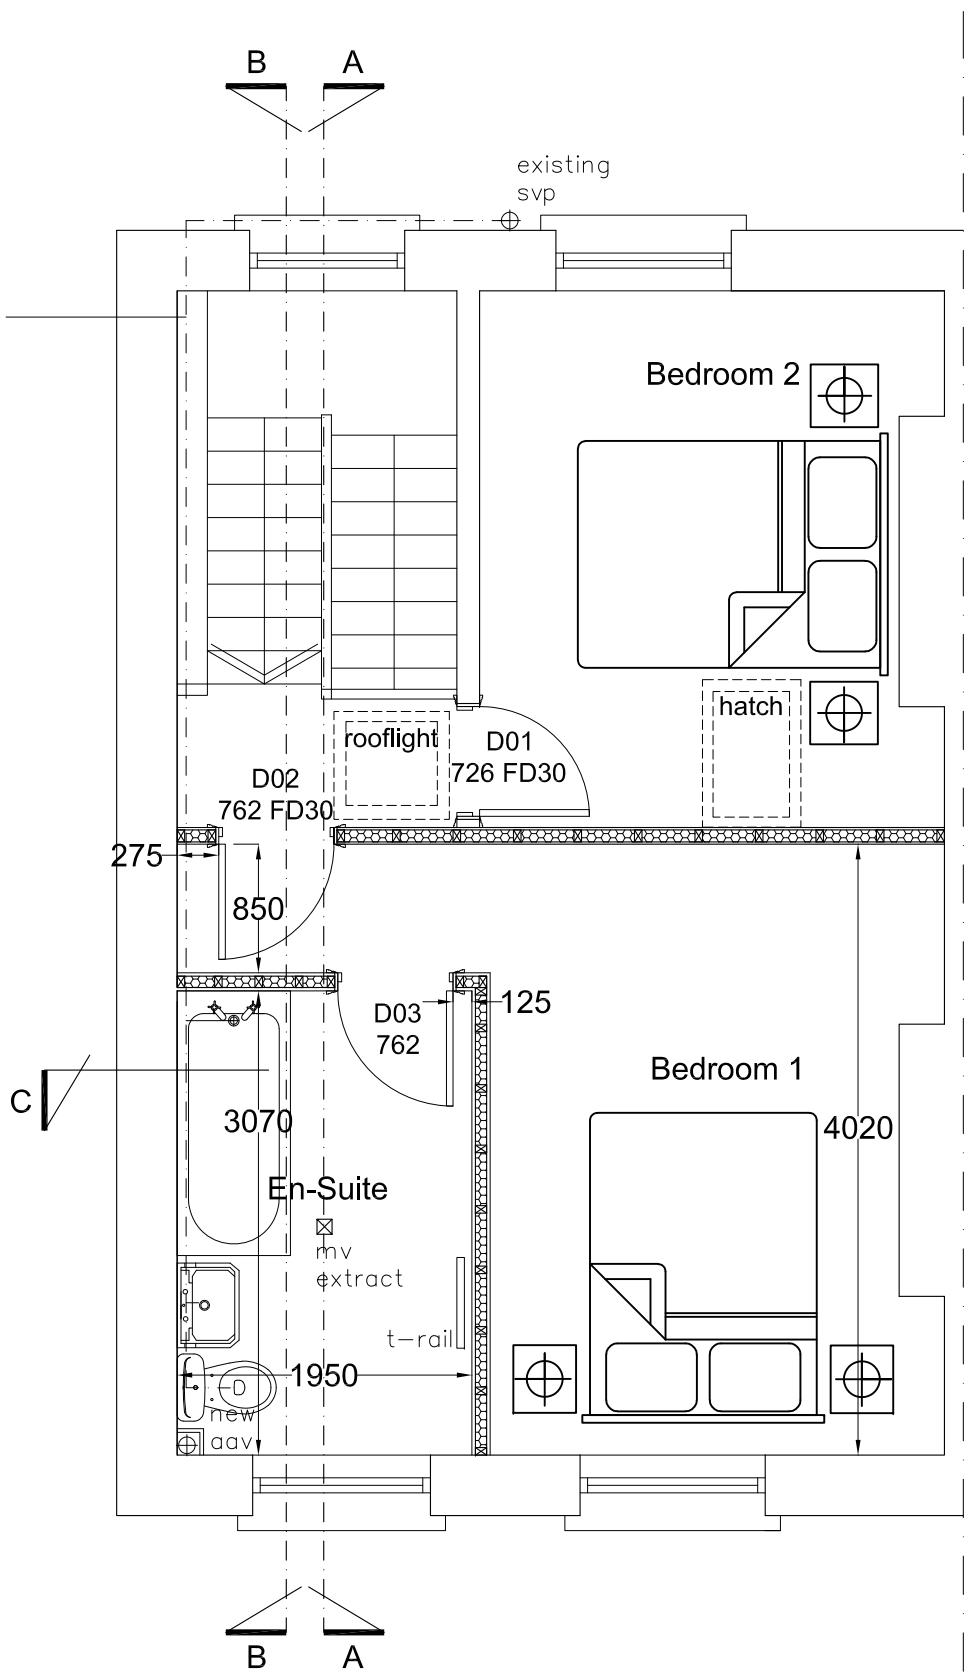 B
A
existing
svp
Bedroom 2
hatch
rooflight
D01
726 FD30
D02
762 FD30
275
850
125
D03
762
Bedroom 1
C
3070
4020
En-Suite
mv
extract
t-rail
1950
new
aav
B
A